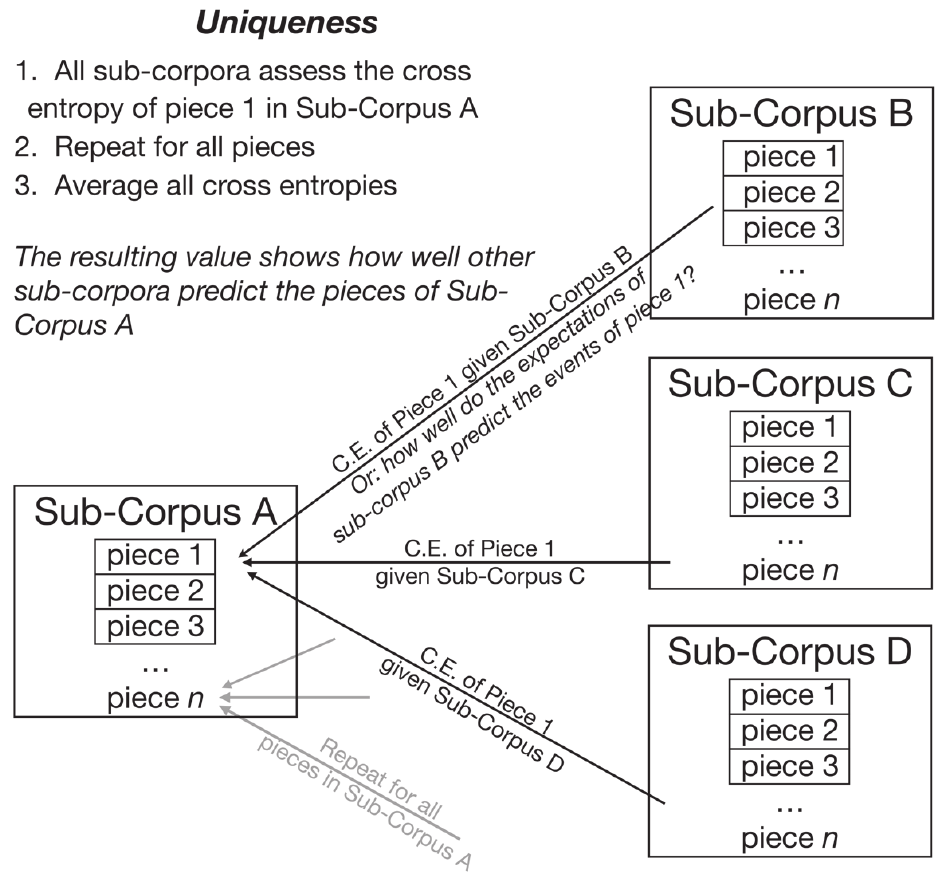 Uniqueness
1. All sub-corpora assess the cross
entropy of piece 1 in Sub-Corpus A
2. Repeat for all pieces
3. Average all cross entropies
The resulting value shows how well other
sub-corpora predict the pieces of Sub-
Corpus A
Sub-Corpus B
piece 1
piece 2
piece 3
...
piece n
C.E. of Piece 1 given Sub-Corpus B
Or: how well do the expectations of
sub-corpus B predict the events of piece 1?
Sub-Corpus C
piece 1
piece 2
piece 3
...
piece n
Sub-Corpus A
piece 1
piece 2
piece 3
...
piece n
C.E. of Piece 1
given Sub-Corpus C
C.E. of Piece 1
given Sub-Corpus D
Repeat for all
pieces in Sub-Corpus A
Sub-Corpus D
piece 1
piece 2
piece 3
...
piece n